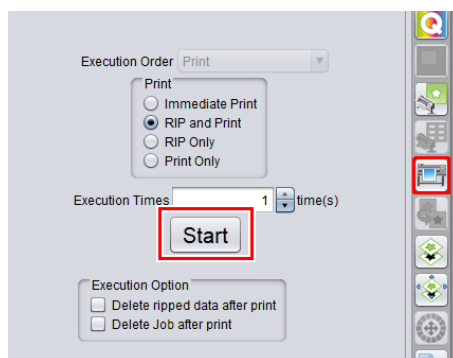 Execution Order Print
Print
Immediate Print
RIP and Print
RIP Only
Print Only
Execution Times 1 time(s)
Start
Execution Option
Delete ripped data after print
Delete Job after print